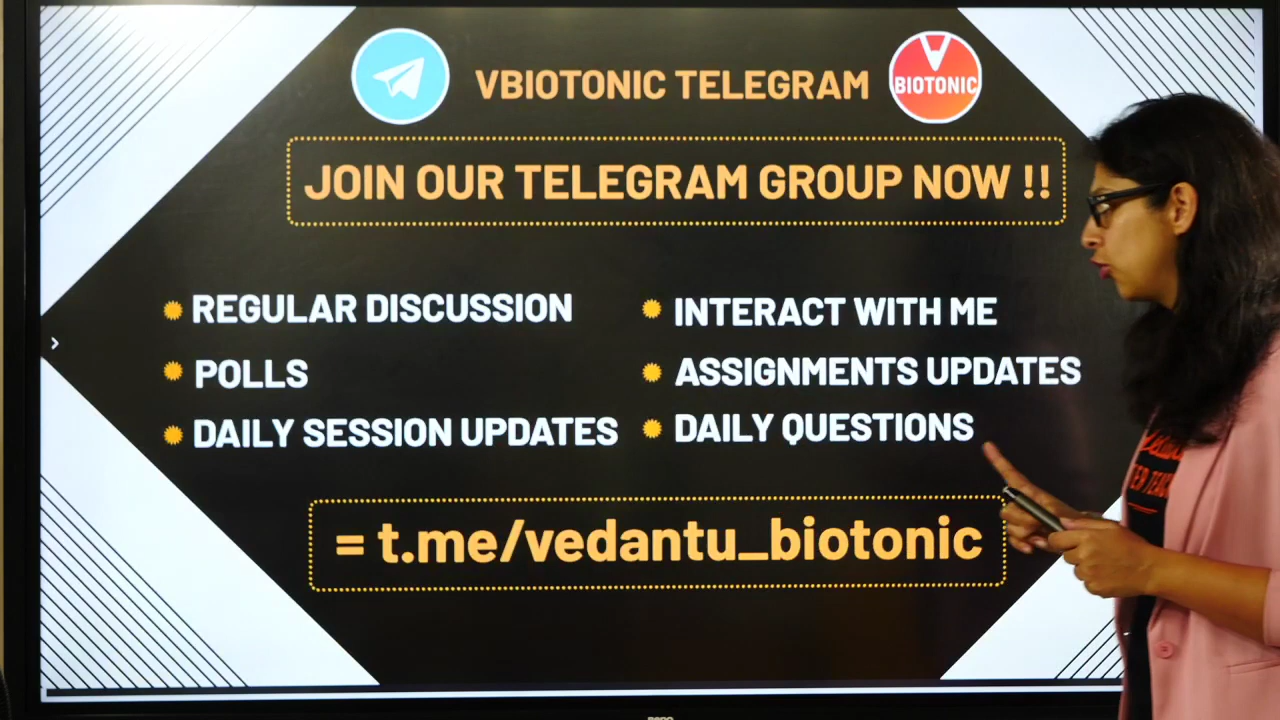 VBIOTONIC TELEGRAM
BIOTONIC
JOIN OUR TELEGRAM GROUP NOW !!
REGULAR DISCUSSION
INTERACT WITH ME
POLLS
ASSIGNMENTS UPDATES
DAILY SESSION UPDATES
DAILY QUESTIONS
= t.me/vedantu_biotonic